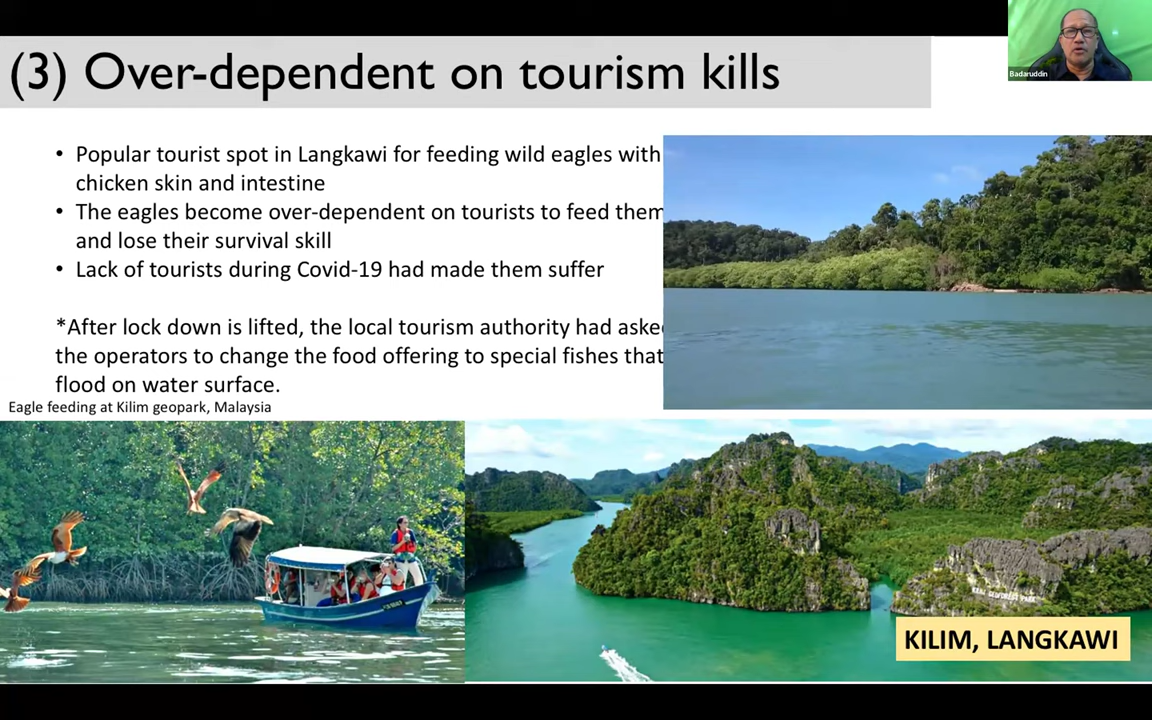 (3) Over-dependent on tourism kills
Badaruddin
• Popular tourist spot in Langkawi for feeding wild eagles with
chicken skin and intestine
• The eagles become over-dependent on tourists to feed them
and lose their survival skill
• Lack of tourists during Covid-19 had made them suffer
*After lock down is lifted, the local tourism authority had aske
the operators to change the food offering to special fishes that
flood on water surface.
Eagle feeding at Kilim geopark, Malaysia
KILIM GEOFOREST PARK
KILIM, LANGKAWI